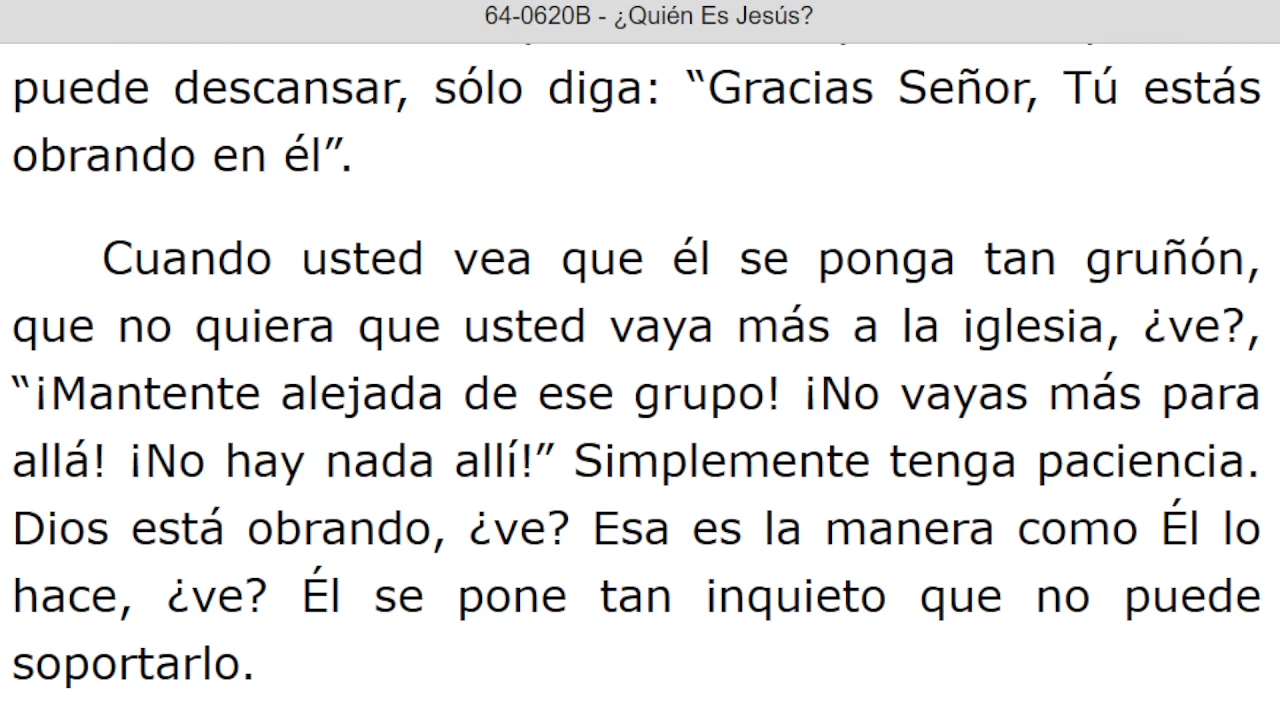 64-0620B - ¿Quién Es Jesús?
puede descansar, sólo diga: “Gracias Señor, Tú estás
obrando en él”.
Cuando usted vea que él se ponga tan gruñón,
que no quiera que usted vaya más a la iglesia, ¿ve?,
“¡Mantente alejada de ese grupo! ¡No vayas más para
allá! ¡No hay nada allí!” Simplemente tenga paciencia.
Dios está obrando, ¿ve? Esa es la manera como Él lo
hace, ¿ve? Él se pone tan inquieto que no puede
soportarlo.